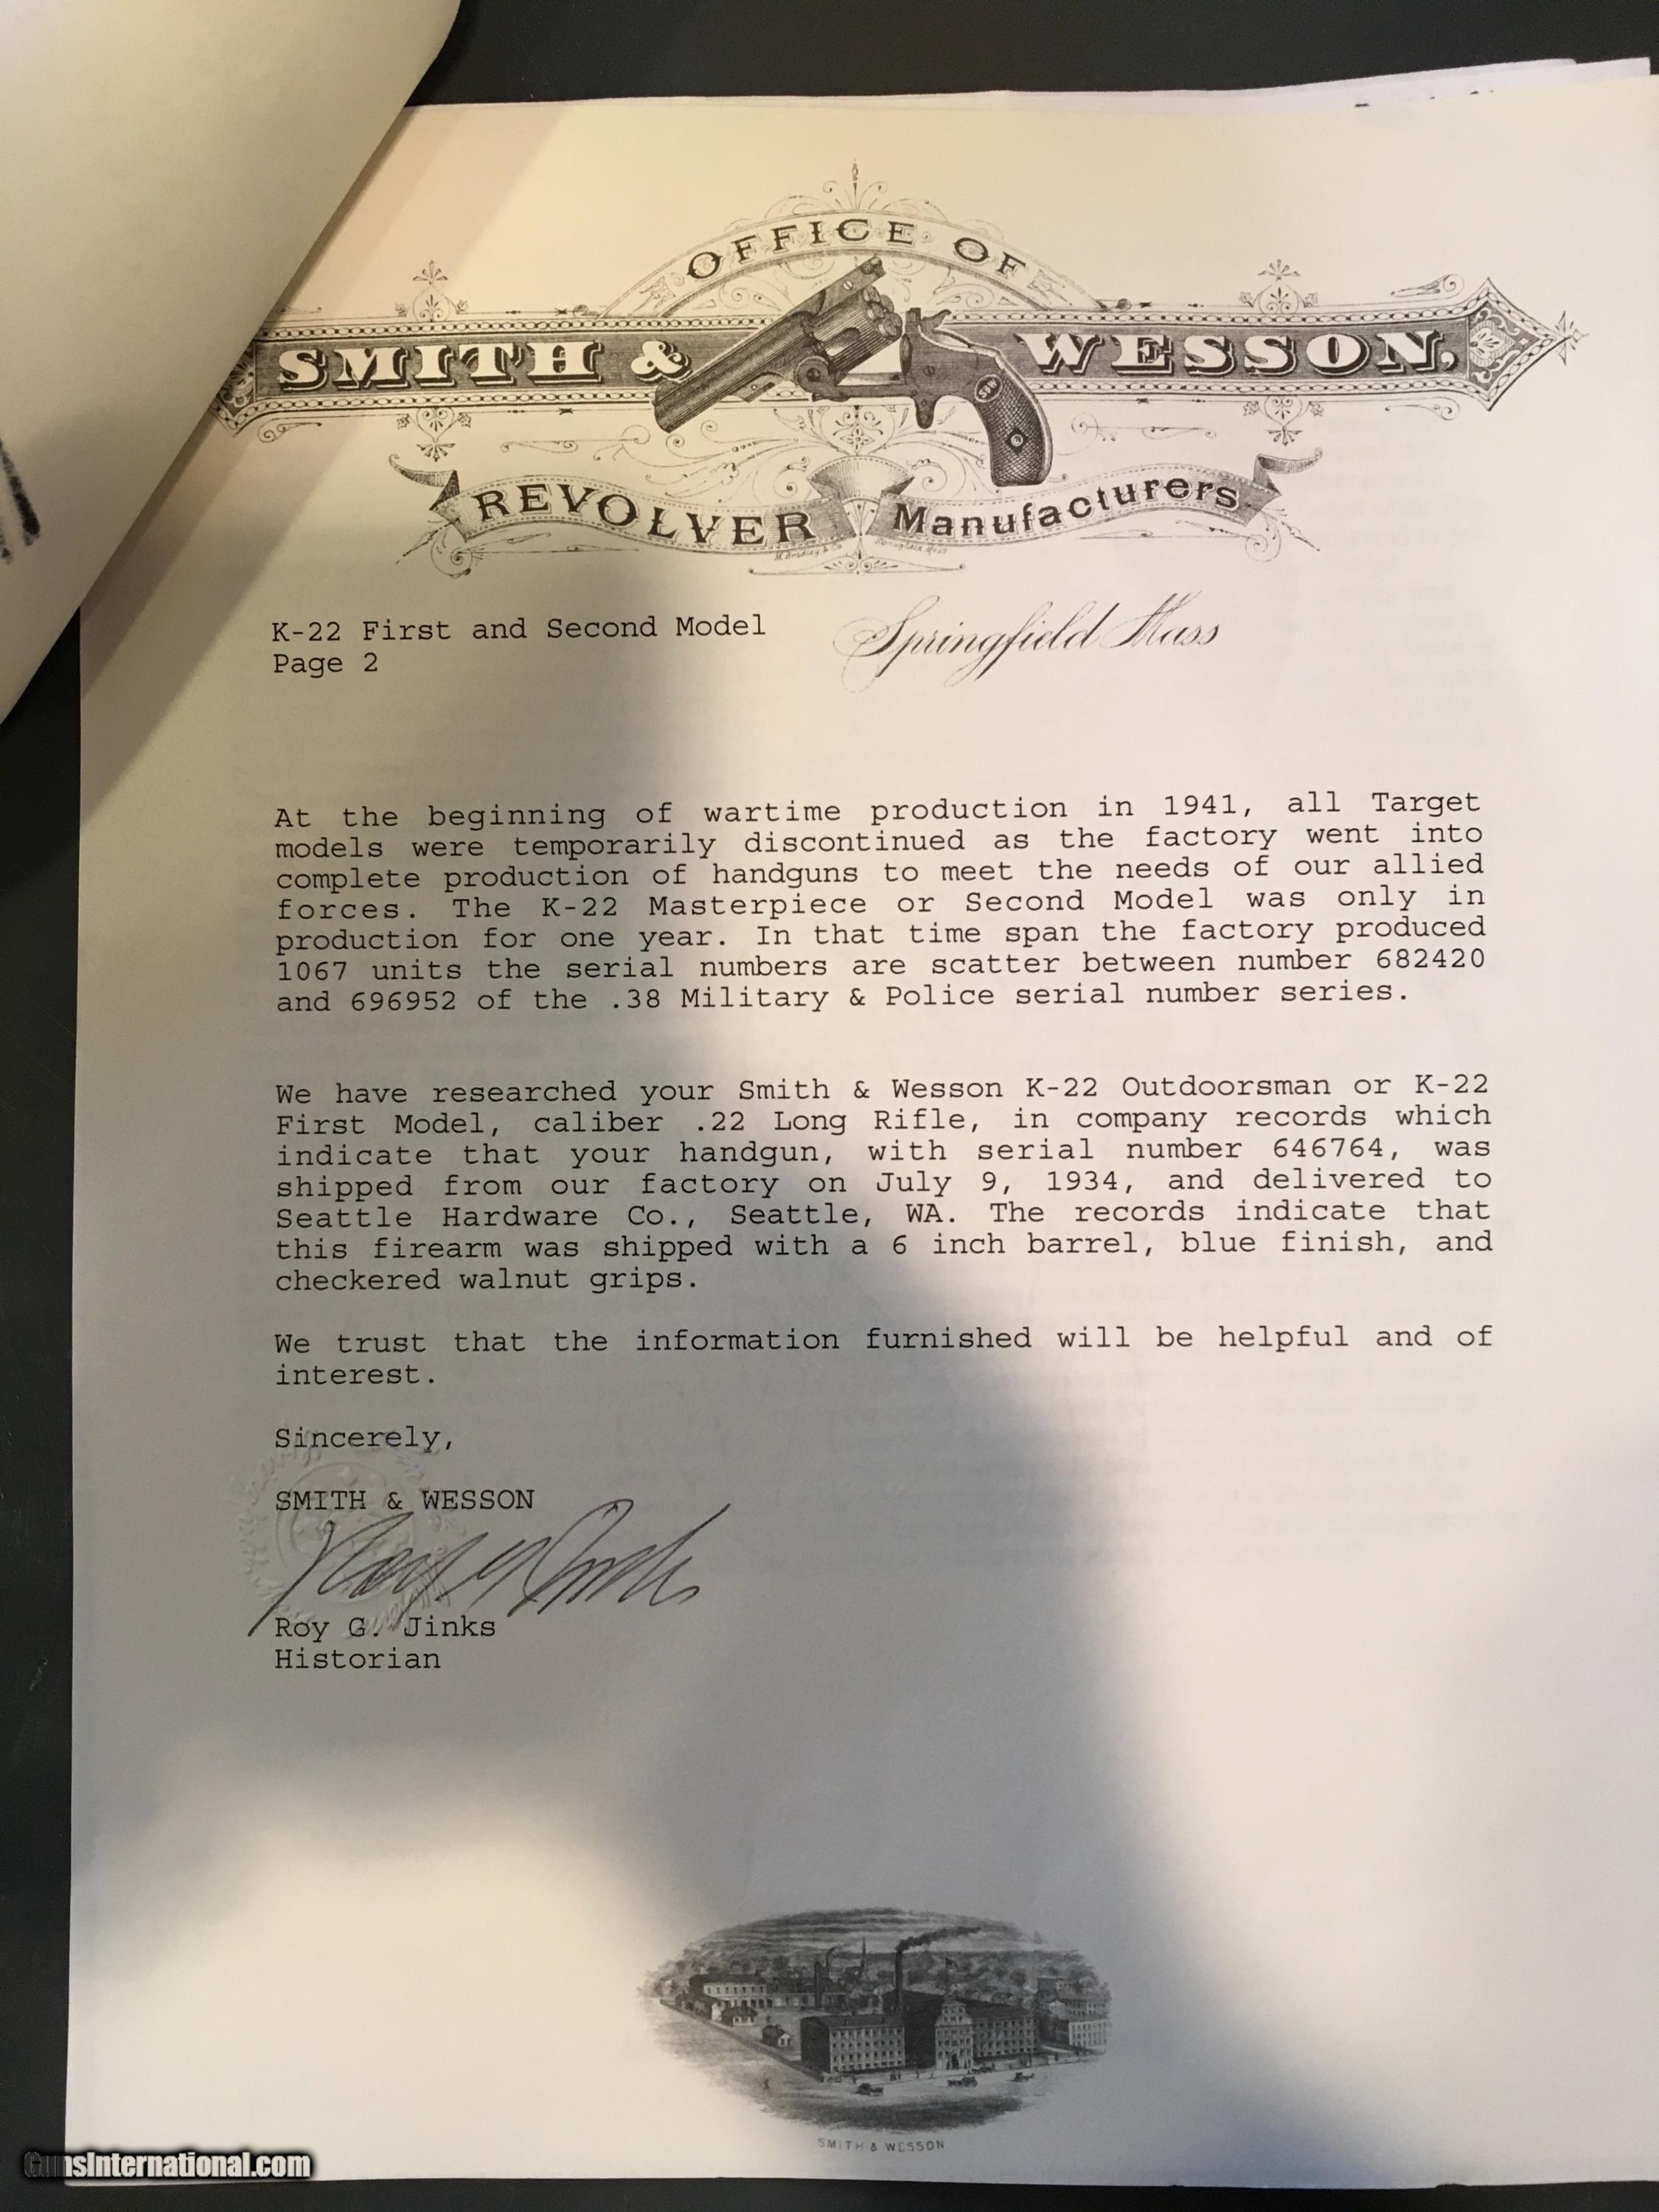 OFFICE OF
SMITH & WESSON,
REVOLVER Manufacturers
K-22 First and Second Model
Springfield Mass
Page 2
At the beginning of wartime production in 1941, all Target
models were temporarily discontinued as the factory went into
complete production of handguns to meet the needs of our allied
forces. The K-22 Masterpiece or Second Model was only in
production for one year. In that time span the factory produced
1067 units the serial numbers are scatter between number 682420
and 696952 of the .38 Military & Police serial number series.
We have researched your Smith & Wesson K-22 Outdoorsman or K-22
First Model, caliber .22 Long Rifle, in company records which
indicate that your handgun, with serial number 646764, was
shipped from our factory on July 9, 1934, and delivered to
Seattle Hardware Co., Seattle, WA. The records indicate that
this firearm was shipped with a 6 inch barrel, blue finish, and
checkered walnut grips.
We trust that the information furnished will be helpful and of
interest.
Sincerely,
SMITH & WESSON
Roy G. Jinks
Roy G. Jinks
Historian
SMITH & WESSON
GunsInternational.com